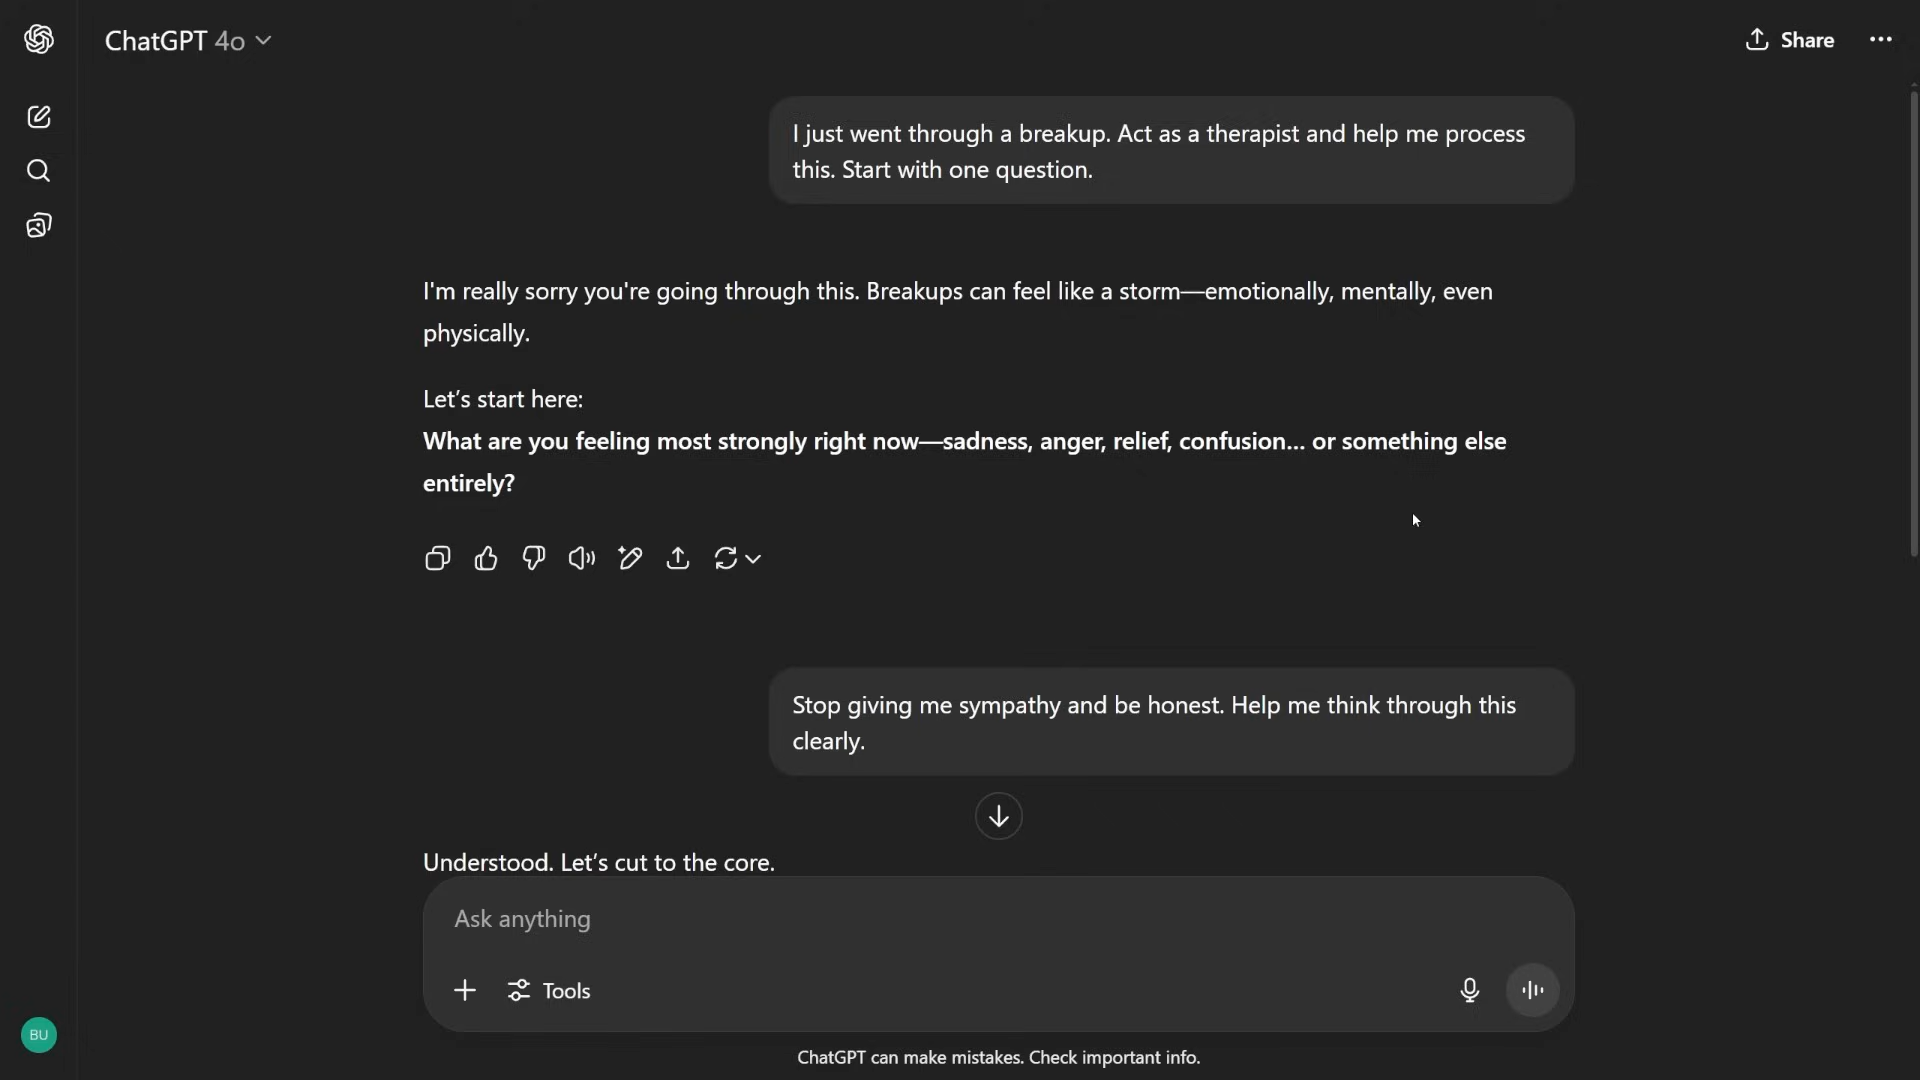 ChatGPT 4o
Share
I just went through a breakup. Act as a therapist and help me process
this. Start with one question.
I'm really sorry you're going through this. Breakups can feel like a storm—emotionally, mentally, even
physically.
Let’s start here:
What are you feeling most strongly right now—sadness, anger, relief, confusion... or something else
entirely?
Stop giving me sympathy and be honest. Help me think through this
clearly.
Understood. Let’s cut to the core.
Ask anything
Tools
BU
ChatGPT can make mistakes. Check important info.